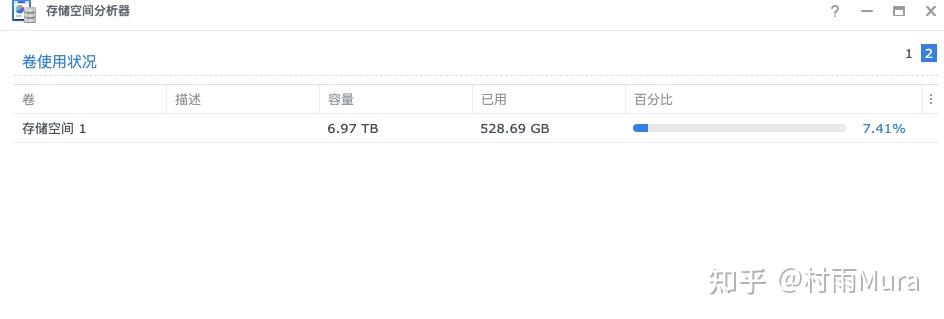 存储空间分析器 ?
卷使用状况 1 2
卷 描述 容量 已用 百分比
存储空间 1 6.97 TB 528.69 GB 7.41%
知乎 @村雨Mura